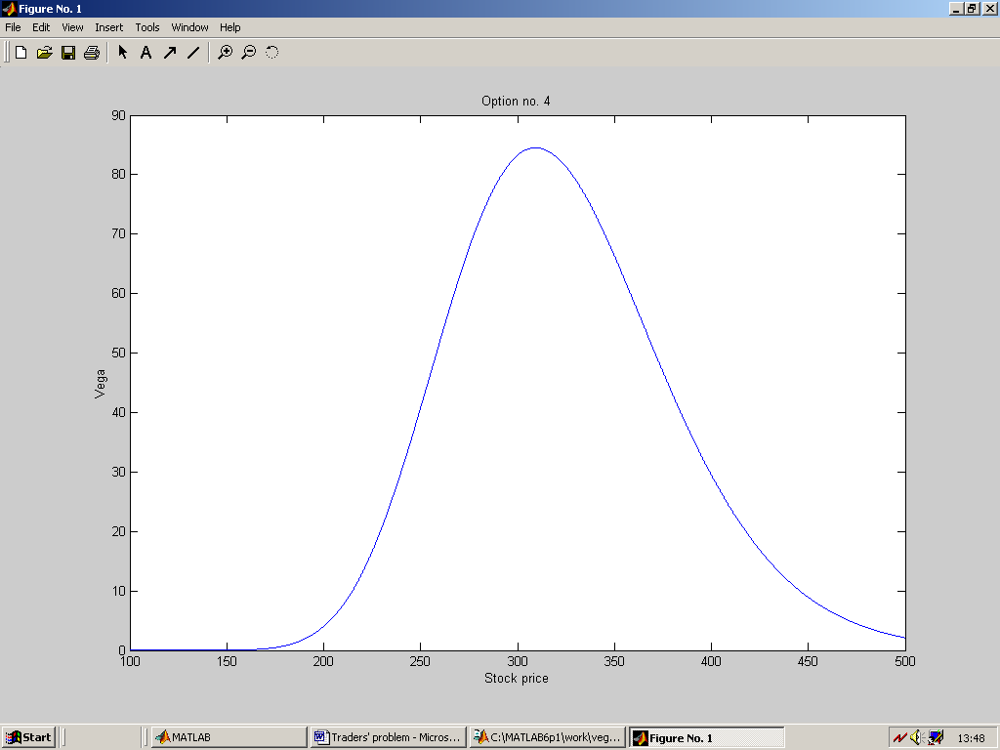 Figure No. 1
File Edit View Insert Tools Window Help
A
Option no. 4
90
80
70
60
50
40
30
20
10
0
Vega
100 150 200 250 300 350 400 450 500
Stock price
Start MATLAB Traders' problem - Micros... C:\MATLAB6p1\work\veg... Figure No. 1 13:48